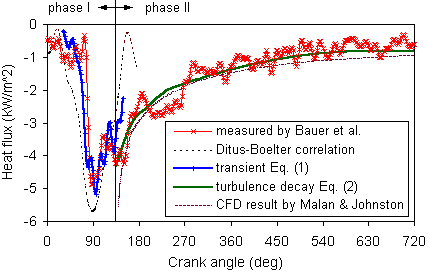 phase I
phase II
0
-1
-2
-3
-4
-5
-6
Heat flux (kW/m2)
measured by Bauer et al.
Ditus-Boelter correlation
transient Eq. (1)
turbulence decay Eq. (2)
CFD result by Malan & Johnston
0 90 180 270 360 450 540 630 720
Crank angle (deg)